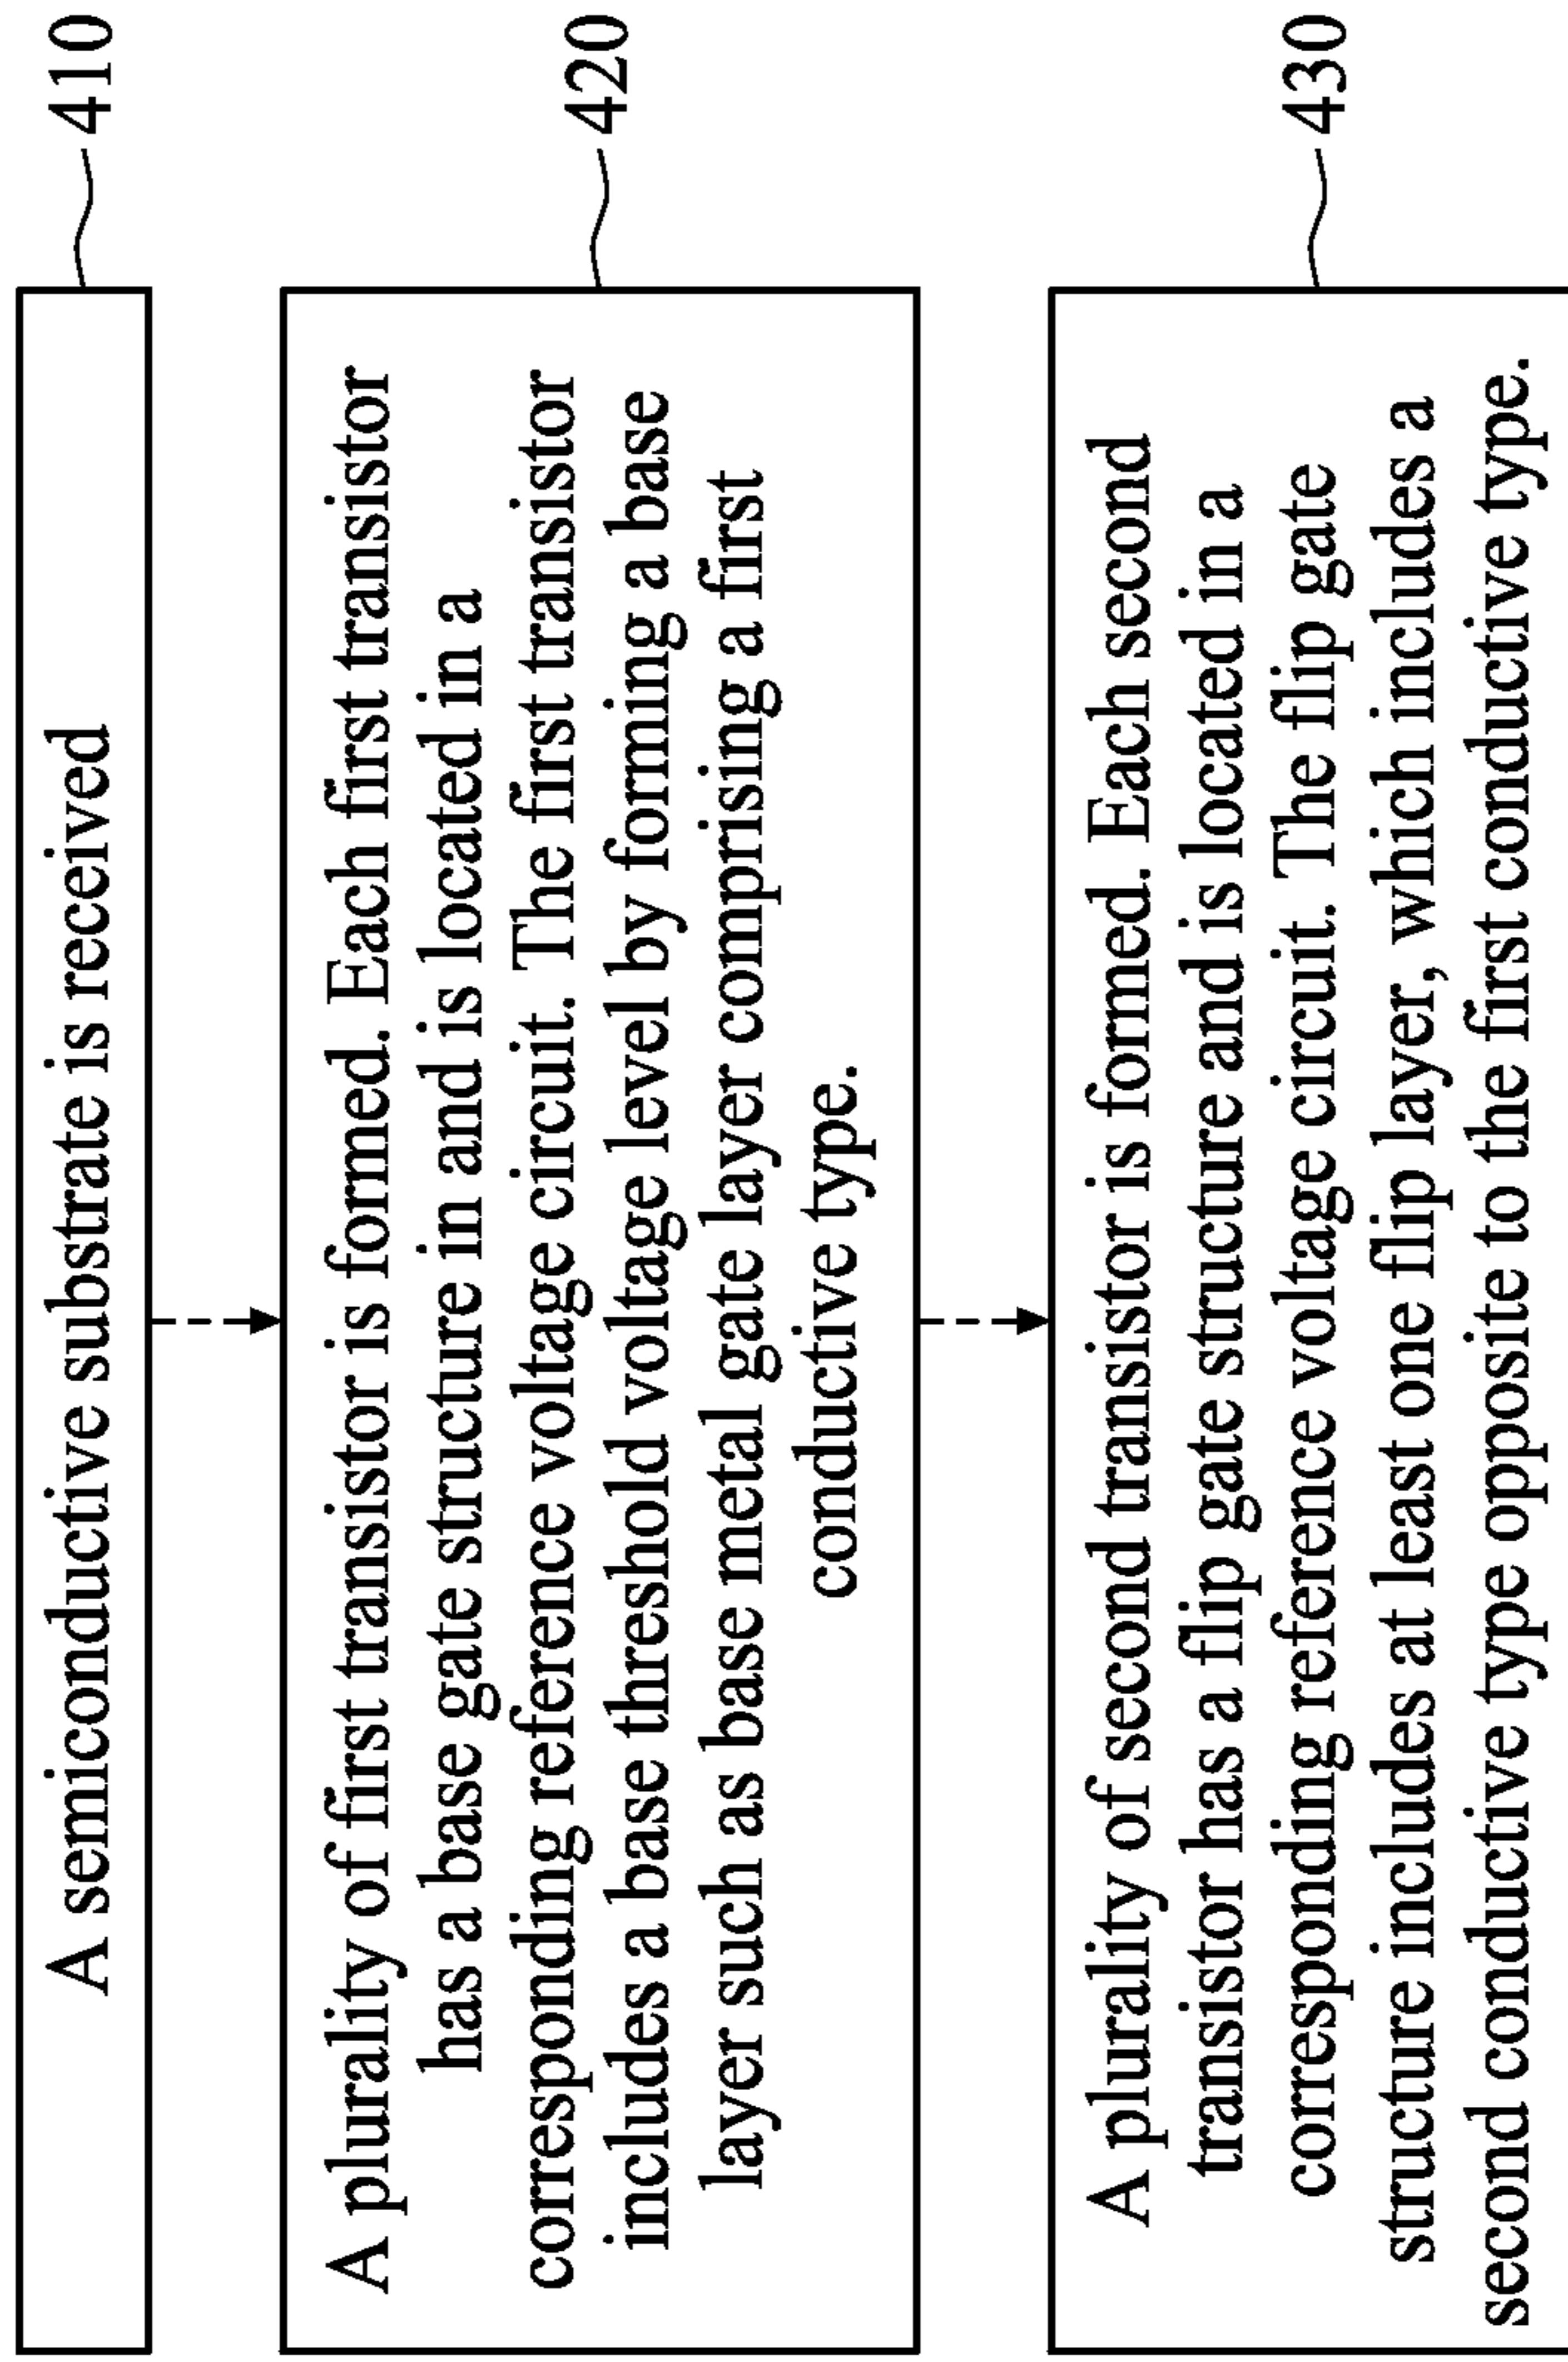 A semiconductive substrate is received
410
A plurality of first transistor is formed. Each first transistor
has a base gate structure in and is located in a
corresponding reference voltage circuit. The first transistor
includes a base threshold voltage level by forming a base
layer such as base metal gate layer comprising a first
conductive type.
420
A plurality of second transistor is formed. Each second
transistor has a flip gate structure and is located in a
corresponding reference voltage circuit. The flip gate
structure includes at least one flip layer, which includes a
second conductive type opposite to the first conductive type.
430